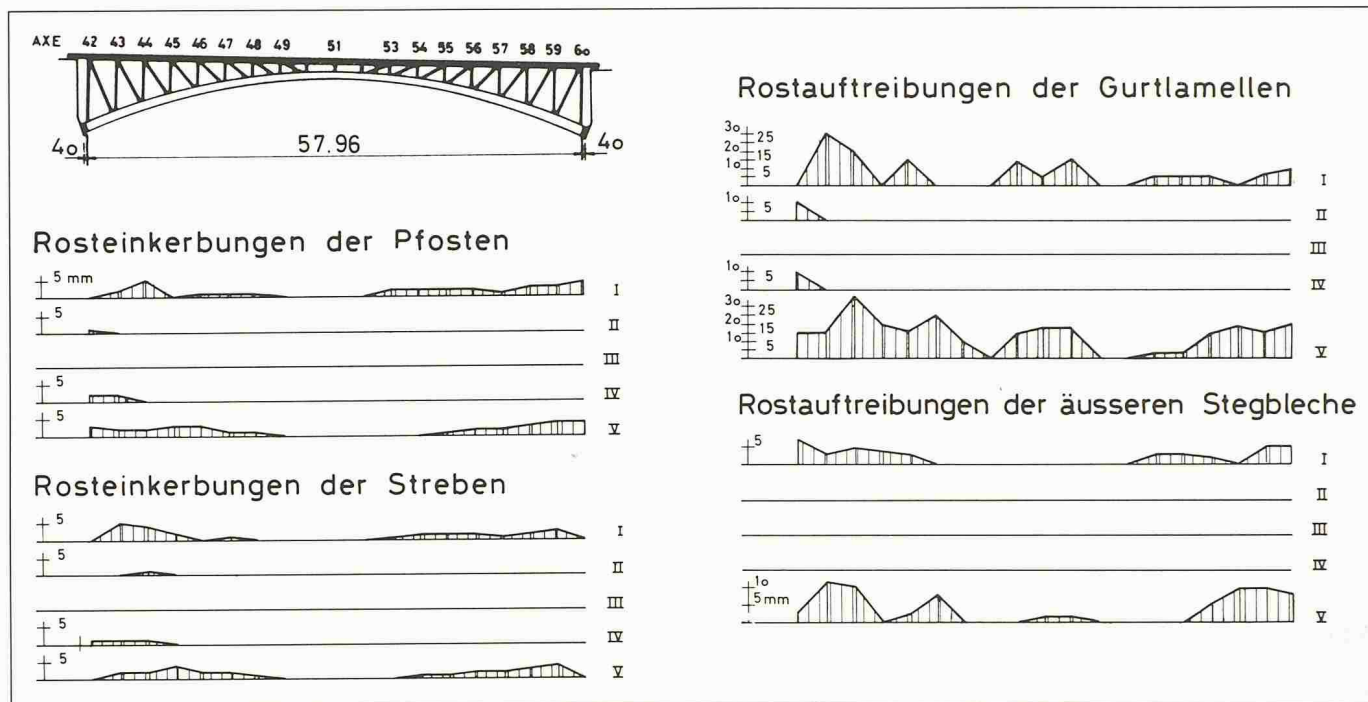 AXE 42 43 44 45 46 47 48 49 51 53 54 55 56 57 58 59 60
40 57.96 40
Rosteinkerbungen der Pfosten
5 mm I
5 II
III
5 IV
5 V
Rosteinkerbungen der Streben
5 I
5 II
III
5 IV
5 V
Rostauftreibungen der Gurtlamellen
30
25
20
15
10
5 I
10
5 II
III
10
5 IV
30
25
20
15
10
5 V
Rostauftreibungen der äusseren Stegbleche
5 I
II
III
IV
10
5 mm V